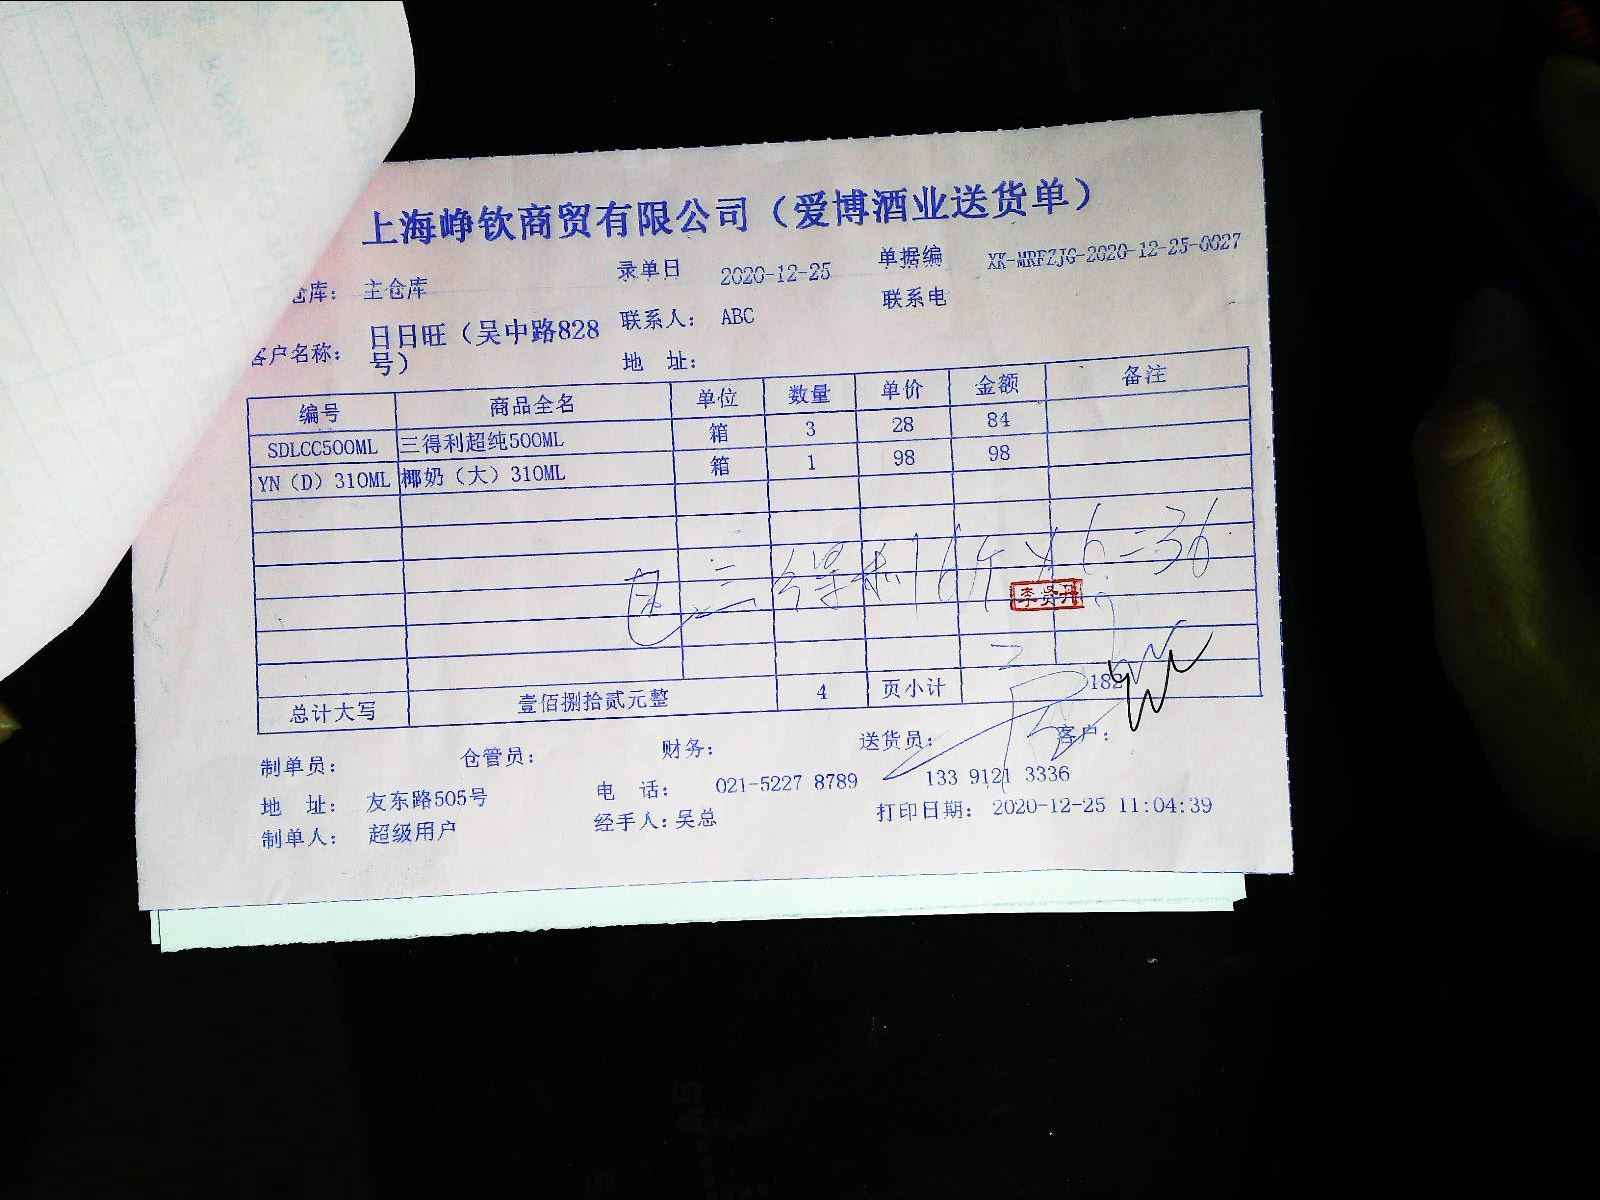 上海峥钦商贸有限公司（爱博酒业送货单）
仓库： 主仓库 录单日 2020-12-25 单据编 XK-MRFZJG-2020-12-25-0027
客户名称： 日日旺（吴中路828号） 联系人： ABC 联系电
地 址：
编号 商品全名 单位 数量 单价 金额 备注
SDLCC500ML 三得利超纯500ML 箱 3 28 84
YN（D）310ML 椰奶（大）310ML 箱 1 98 98
三得利 6=36
李贤丹
总计大写 壹佰捌拾贰元整 4 页小计 182
制单员： 仓管员： 财务： 送货员： 客户：
地 址： 友东路505号 电 话： 021-5227 8789 133 9121 3336
制单人： 超级用户 经手人：吴总 打印日期： 2020-12-25 11:04:39